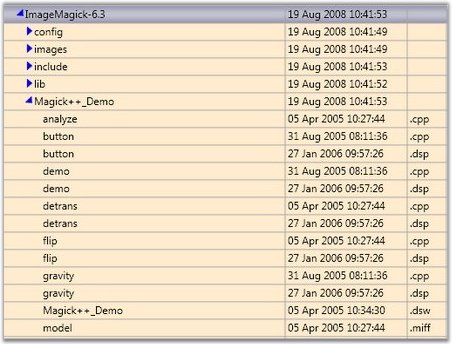 ImageMagick-6.3 19 Aug 2008 10:41:53
config 19 Aug 2008 10:41:49
images 19 Aug 2008 10:41:49
include 19 Aug 2008 10:41:53
lib 19 Aug 2008 10:41:52
Magick++_Demo 19 Aug 2008 10:41:53
analyze 05 Apr 2005 10:27:44 .cpp
button 31 Aug 2005 08:11:36 .cpp
button 27 Jan 2006 09:57:26 .dsp
demo 31 Aug 2005 08:11:36 .cpp
demo 27 Jan 2006 09:57:26 .dsp
detrans 05 Apr 2005 10:27:44 .cpp
detrans 27 Jan 2006 09:57:26 .dsp
flip 05 Apr 2005 10:27:44 .cpp
flip 27 Jan 2006 09:57:26 .dsp
gravity 31 Aug 2005 08:11:36 .cpp
gravity 27 Jan 2006 09:57:26 .dsp
Magick++_Demo 05 Apr 2005 10:34:30 .dsw
model 05 Apr 2005 10:27:44 .miff